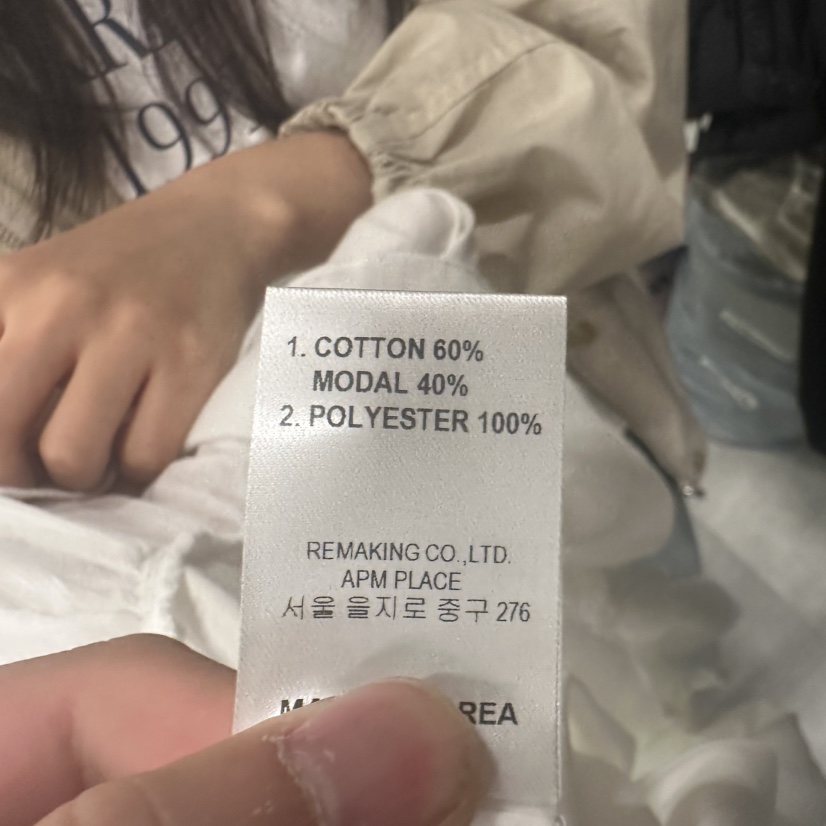 R
199
1. COTTON 60%
MODAL 40%
2. POLYESTER 100%
REMAKING CO.,LTD.
APM PLACE
서울 을지로 중구 276